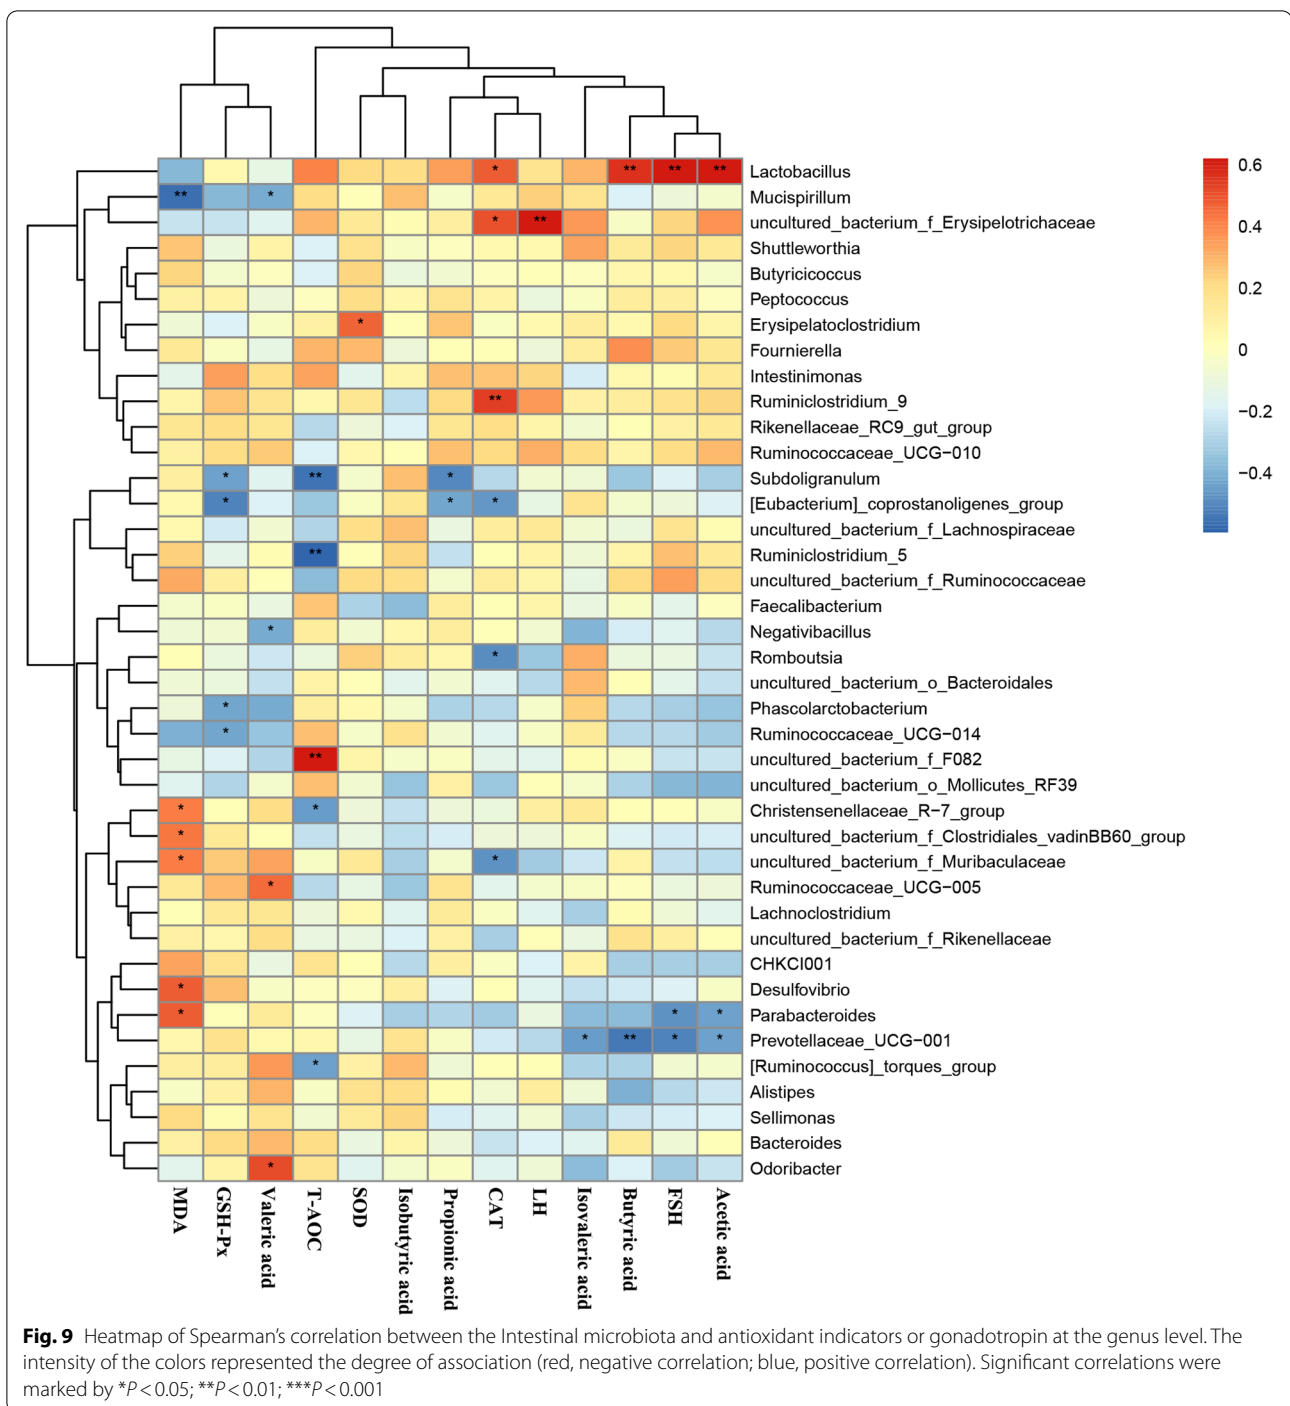 Lactobacillus
* ** ** **
0.6
Mucispirillum
** *
uncultured_bacterium_f_Erysipelotrichaceae
* **
0.4
Shuttleworthia
Butyricicoccus
0.2
Peptococcus
Erysipelatoclostridium
*
Fournierella
0
Intestinimonas
Ruminiclostridium_9
**
−0.2
Rikenellaceae_RC9_gut_group
Ruminococcaceae_UCG−010
−0.4
Subdoligranulum
* ** *
[Eubacterium]_coprostanoligenes_group
* * *
uncultured_bacterium_f_Lachnospiraceae
Ruminiclostridium_5
**
uncultured_bacterium_f_Ruminococcaceae
Faecalibacterium
Negativibacillus
*
Romboutsia
*
uncultured_bacterium_o_Bacteroidales
Phascolarctobacterium
*
Ruminococcaceae_UCG−014
*
uncultured_bacterium_f_F082
**
uncultured_bacterium_o_Mollicutes_RF39
Christensenellaceae_R−7_group
* *
uncultured_bacterium_f_Clostridiales_vadinBB60_group
*
uncultured_bacterium_f_Muribaculaceae
* *
Ruminococcaceae_UCG−005
*
Lachnoclostridium
uncultured_bacterium_f_Rikenellaceae
CHKCI001
Desulfovibrio
*
Parabacteroides
* * *
Prevotellaceae_UCG−001
* ** * *
[Ruminococcus]_torques_group
*
Alistipes
Sellimonas
Bacteroides
Odoribacter
*
MDA
GSH-Px
Valeric acid
T-AOC
SOD
Isobutyric acid
Propionic acid
CAT
LH
Isovaleric acid
Butyric acid
FSH
Acetic acid
Fig. 9 Heatmap of Spearman's correlation between the Intestinal microbiota and antioxidant indicators or gonadotropin at the genus level. The
intensity of the colors represented the degree of association (red, negative correlation; blue, positive correlation). Significant correlations were
marked by *P < 0.05; **P < 0.01; ***P < 0.001